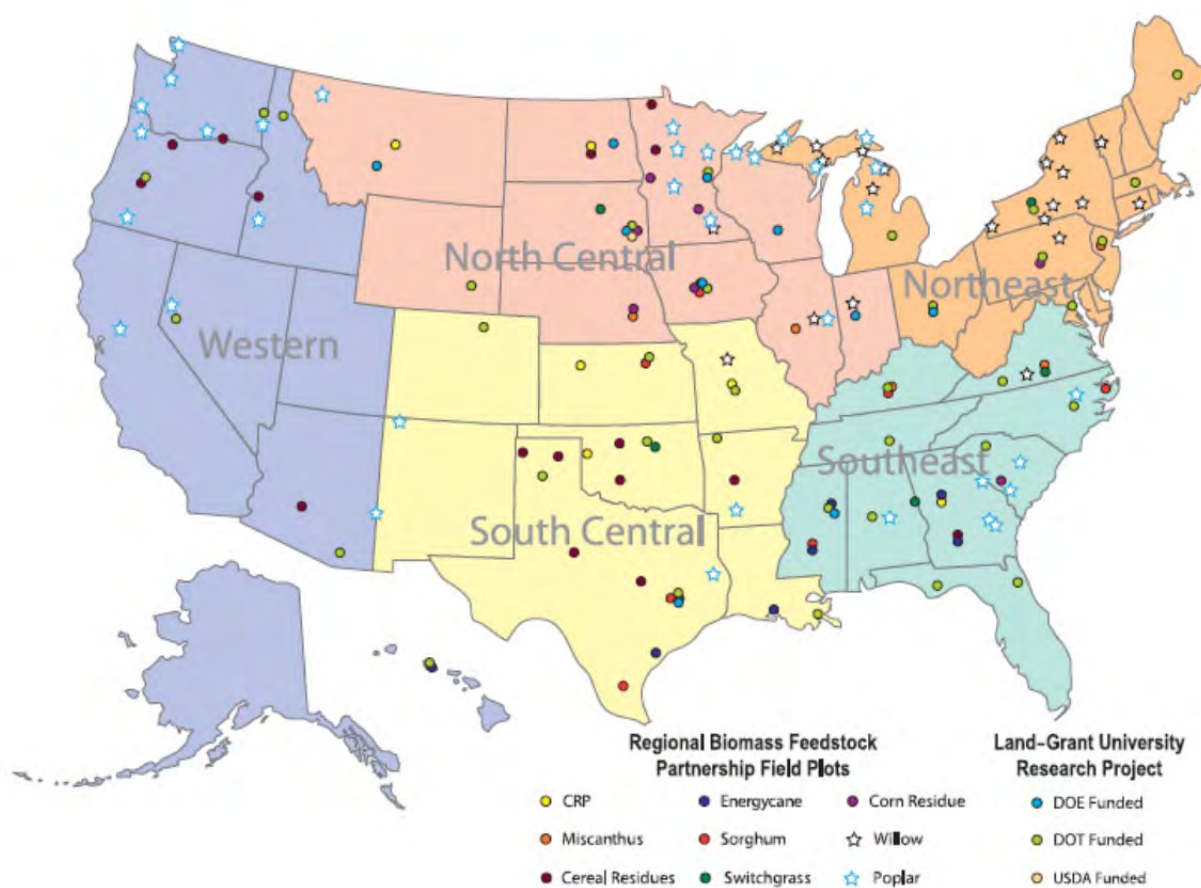 North Central
Northeast
Western
Southeast
South Central
Regional Biomass Feedstock
Partnership Field Plots
Land-Grant University
Research Project
CRP
Energycane
Corn Residue
DOE Funded
Miscanthus
Sorghum
Willow
DOT Funded
Cereal Residues
Switchgrass
Poplar
USDA Funded